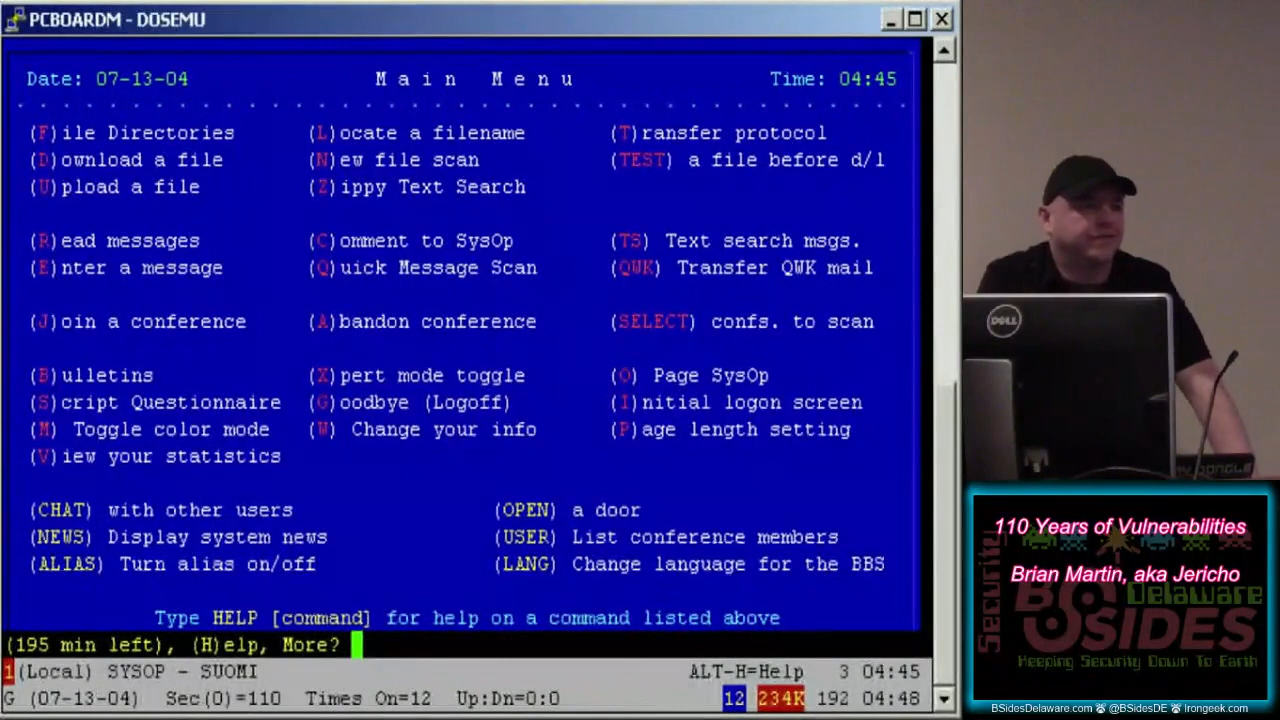 PCBOARDM - DOSEMU
Date: 07-13-04 Main Menu Time: 04:45
(F)ile Directories (L)ocate a filename (T)ransfer protocol
(D)ownload a file (N)ew file scan (TEST) a file before d/l
(U)pload a file (Z)ippy Text Search
(R)ead messages (C)omment to SysOp (TS) Text search msgs.
(E)nter a message (Q)uick Message Scan (QWK) Transfer QWK mail
(J)oin a conference (A)bandon conference (SELECT) confs. to scan
(B)ulletins (X)pert mode toggle (O) Page SysOp
(S)cript Questionnaire (G)oodbye (Logoff) (I)nitial logon screen
(M) Toggle color mode (W) Change your info (P)age length setting
(V)iew your statistics
(CHAT) with other users (OPEN) a door
(NEWS) Display system news (USER) List conference members
(ALIAS) Turn alias on/off (LANG) Change language for the BBS
Type HELP [command] for help on a command listed above
(195 min left), (H)elp, More?
1 (Local) SYSOP - SUOMI ALT-H=Help 3 04:45
G (07-13-04) Sec(0)=110 Times On=12 Up:Dn=0:0 12 234K 192 04:48
DELL
MY DONGLE
110 Years of Vulnerabilities
Brian Martin, aka Jericho
Security
BSIDES
Delaware
Keeping Security Down To Earth
BSidesDelaware.com @BSidesDE Irongeek.com